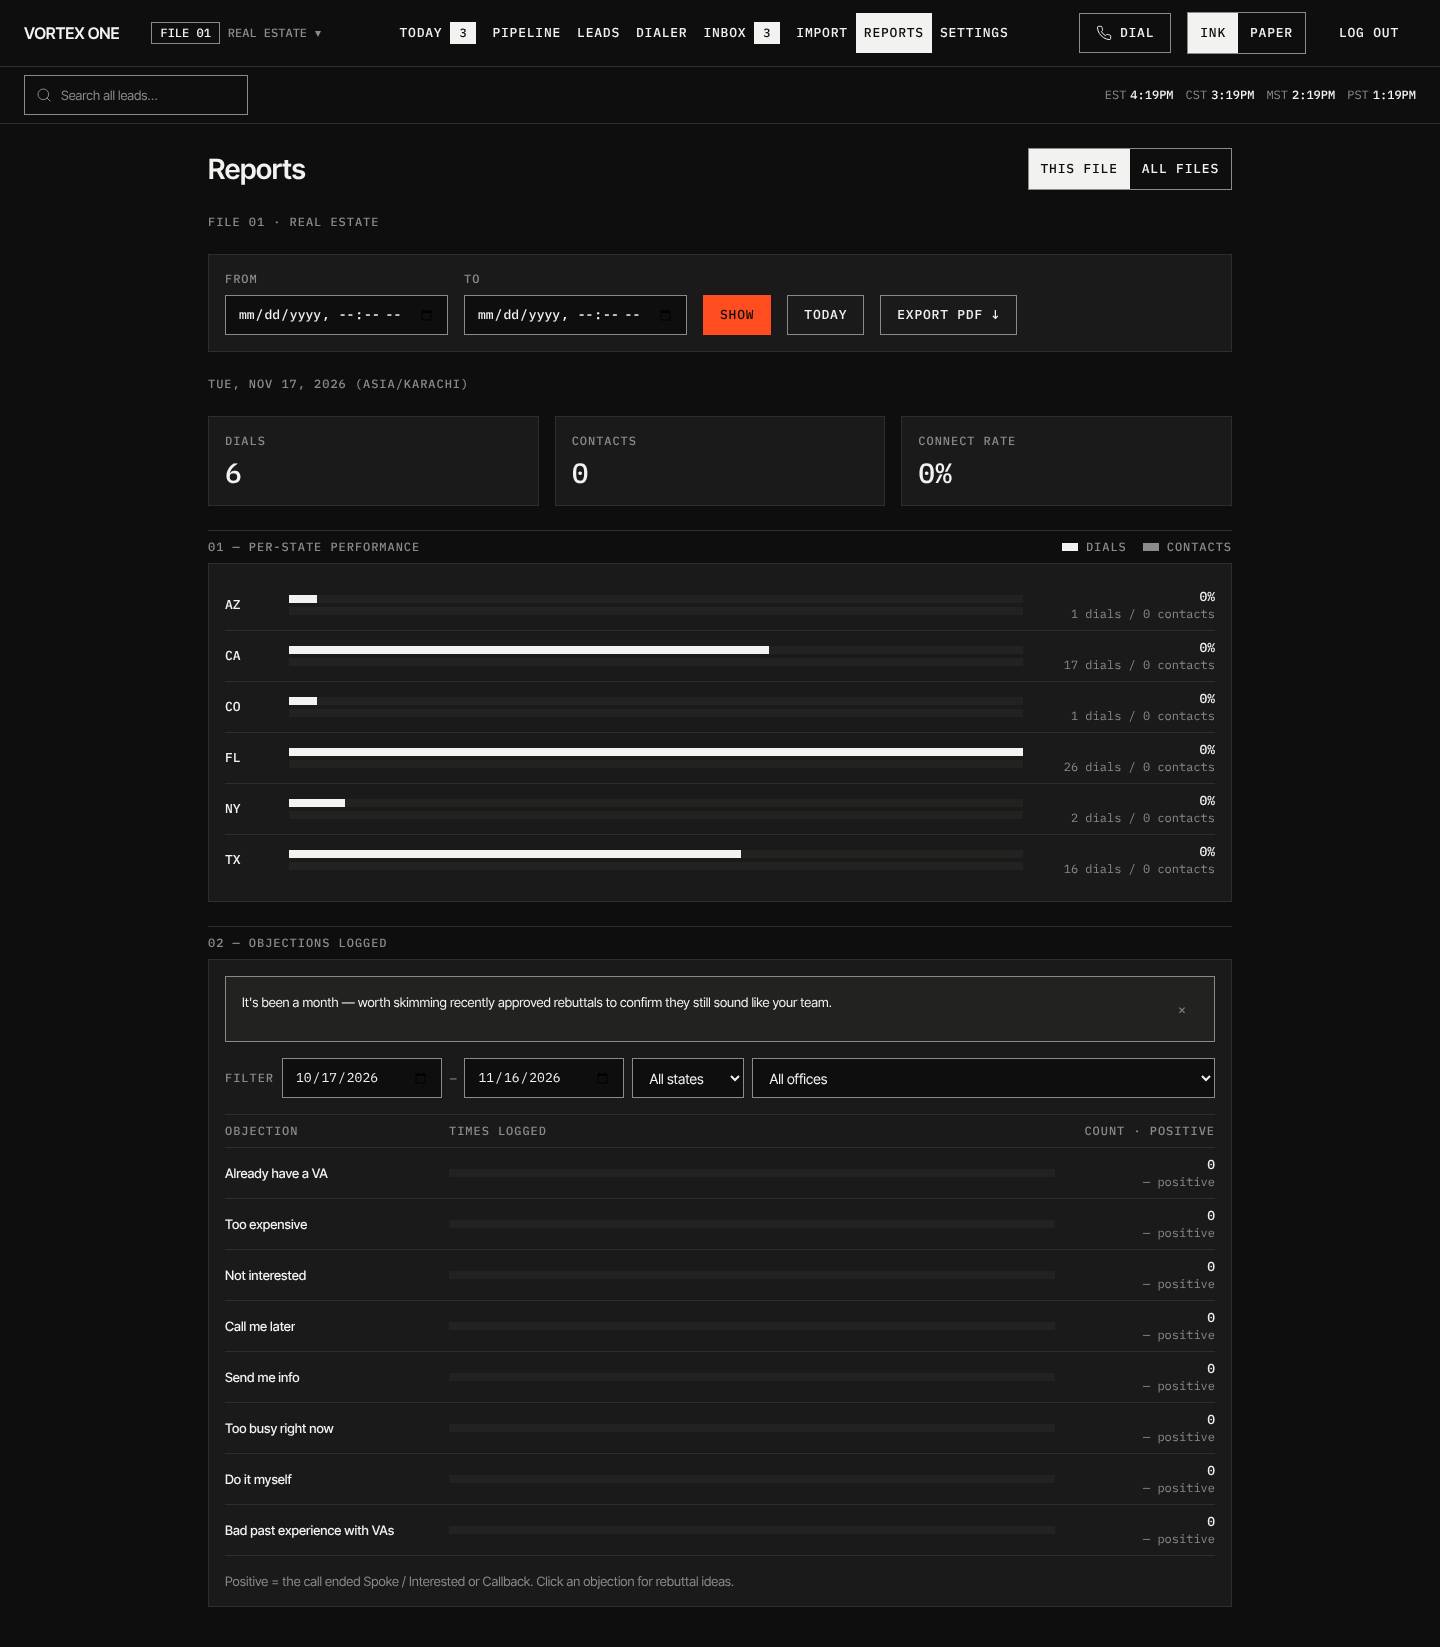 VORTEX ONE FILE 01 REAL ESTATE ▾ TODAY 3 PIPELINE LEADS DIALER INBOX 3 IMPORT REPORTS SETTINGS DIAL INK PAPER LOG OUT
Search all leads... EST 4:19PM CST 3:19PM MST 2:19PM PST 1:19PM
Reports THIS FILE ALL FILES
FILE 01 · REAL ESTATE
FROM TO
mm/dd/yyyy, --:-- -- mm/dd/yyyy, --:-- -- SHOW TODAY EXPORT PDF ↓
TUE, NOV 17, 2026 (ASIA/KARACHI)
DIALS CONTACTS CONNECT RATE
6 0 0%
01 — PER-STATE PERFORMANCE DIALS CONTACTS
AZ 0%
1 dials / 0 contacts
CA 0%
17 dials / 0 contacts
CO 0%
1 dials / 0 contacts
FL 0%
26 dials / 0 contacts
NY 0%
2 dials / 0 contacts
TX 0%
16 dials / 0 contacts
02 — OBJECTIONS LOGGED
It's been a month — worth skimming recently approved rebuttals to confirm they still sound like your team. ×
FILTER 10/17/2026 – 11/16/2026 All states All offices
OBJECTION TIMES LOGGED COUNT · POSITIVE
Already have a VA 0
— positive
Too expensive 0
— positive
Not interested 0
— positive
Call me later 0
— positive
Send me info 0
— positive
Too busy right now 0
— positive
Do it myself 0
— positive
Bad past experience with VAs 0
— positive
Positive = the call ended Spoke / Interested or Callback. Click an objection for rebuttal ideas.